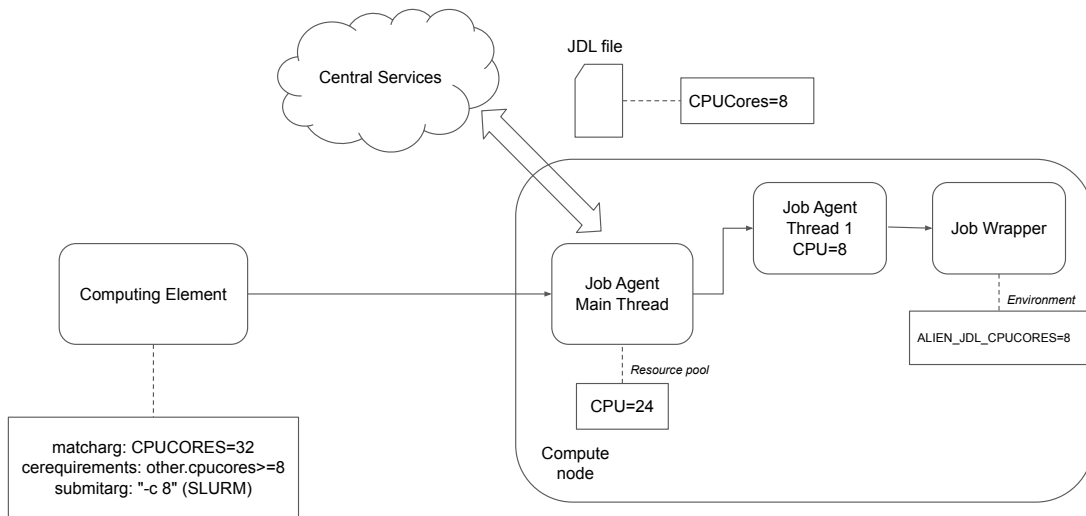 JDL file
Central Services
CPUCores=8
Job Agent
Thread 1
CPU=8
Job Wrapper
Computing Element
Job Agent
Main Thread
Environment
ALIEN_JDL_CPUCORES=8
Resource pool
CPU=24
matcharg: CPUCORES=32
cerequirements: other.cpucores>=8
submitarg: "-c 8" (SLURM)
Compute
node